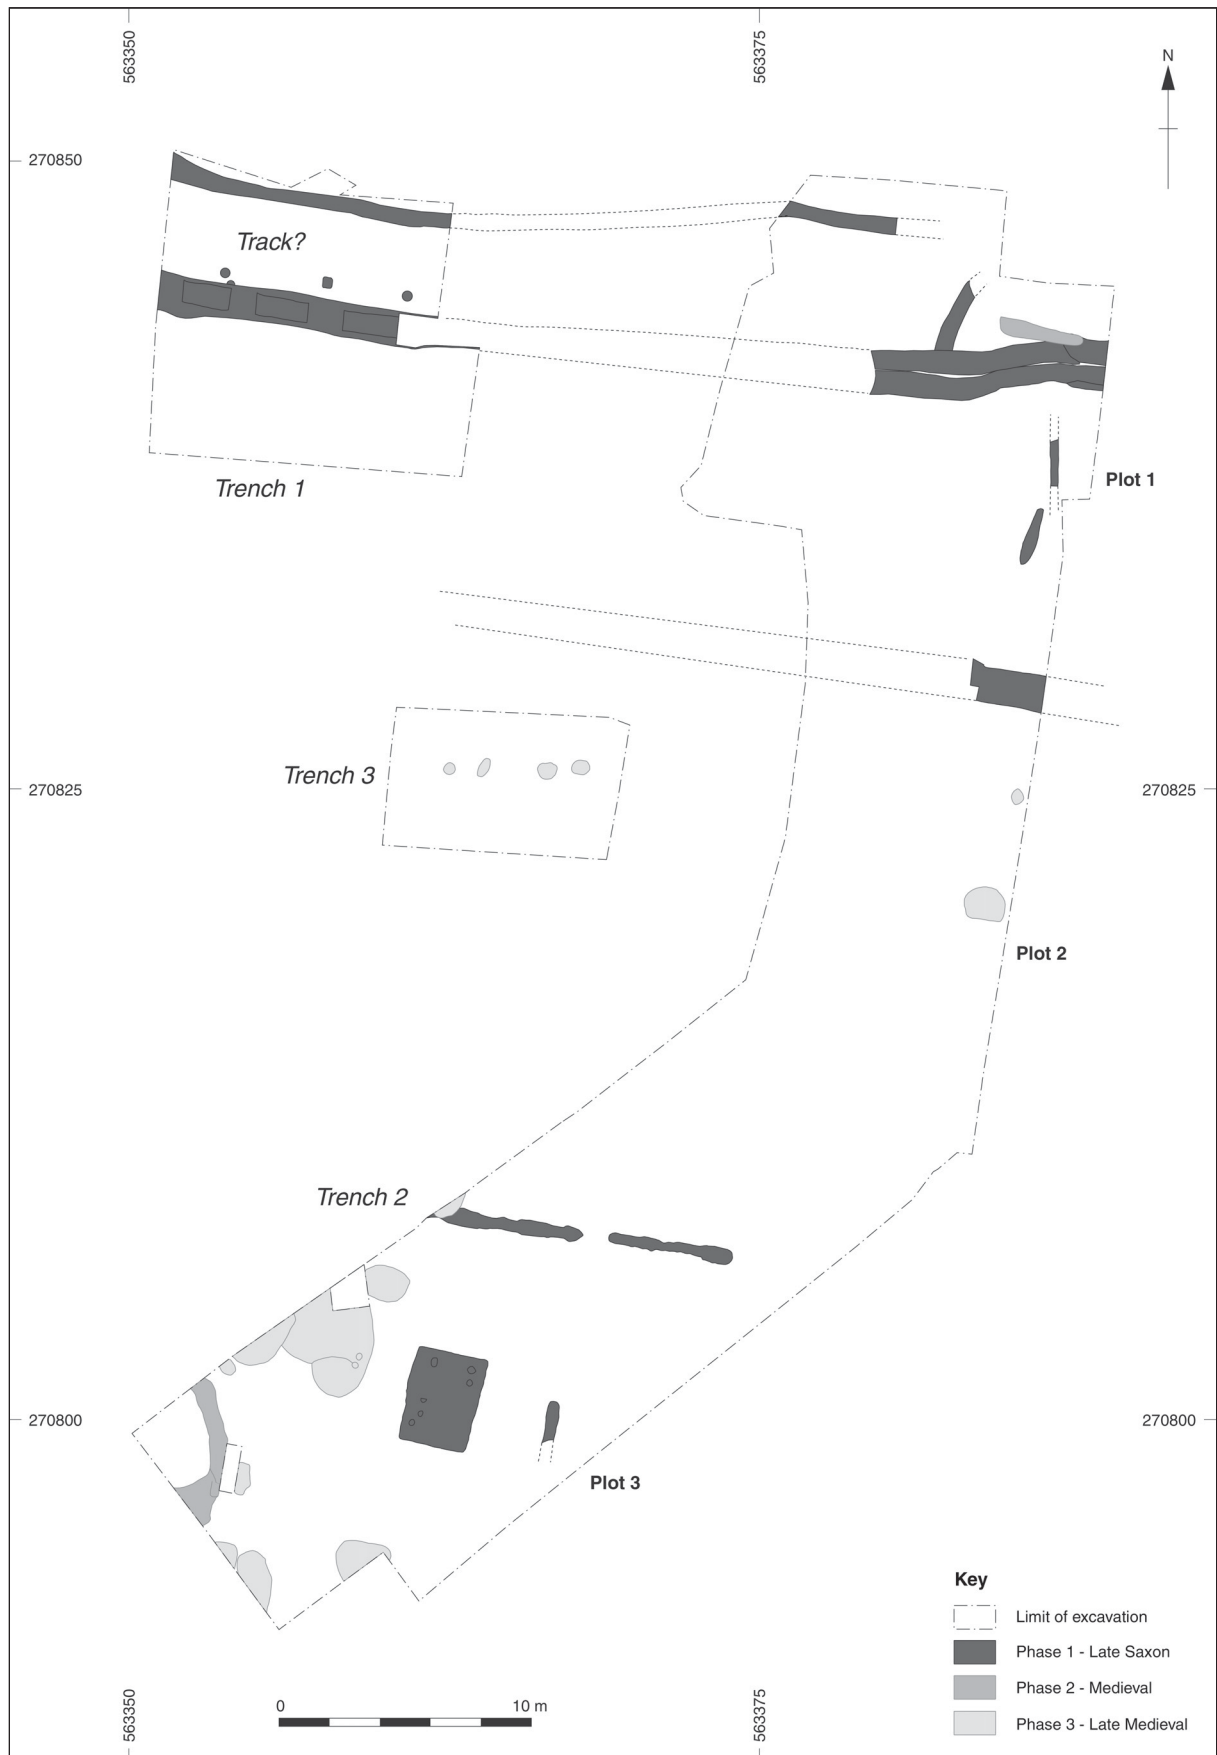 563350
563375
N
270850
Track?
Trench 1
Plot 1
Trench 3
270825
270825
Plot 2
Trench 2
270800
270800
Plot 3
Key
Limit of excavation
Phase 1 - Late Saxon
Phase 2 - Medieval
Phase 3 - Late Medieval
0 10 m
563350
563375